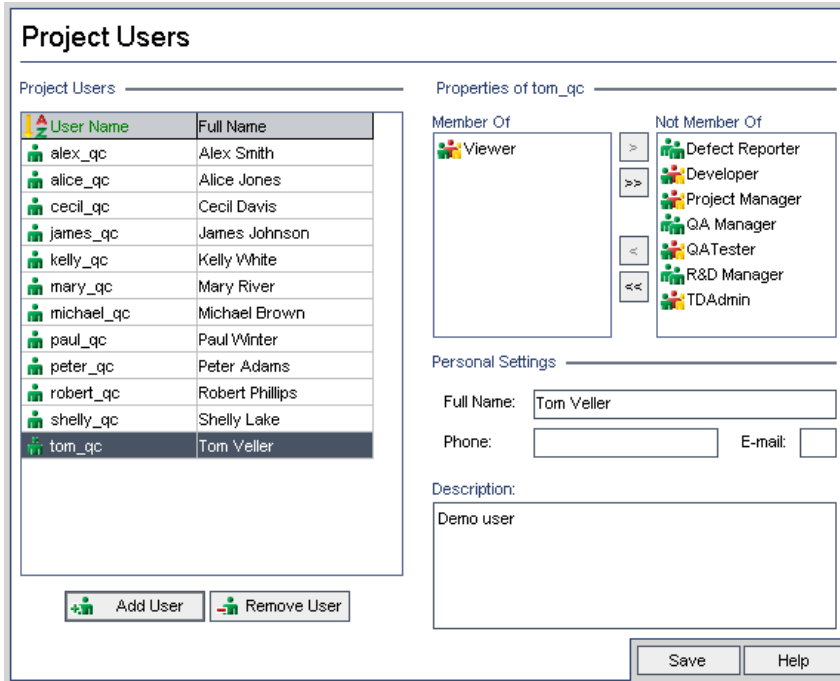 Project Users
Project Users
User Name Full Name
alex_qc Alex Smith
alice_qc Alice Jones
cecil_qc Cecil Davis
james_qc James Johnson
kelly_qc Kelly White
mary_qc Mary River
michael_qc Michael Brown
paul_qc Paul Winter
peter_qc Peter Adams
robert_qc Robert Phillips
shelly_qc Shelly Lake
tom_qc Tom Veller
Add User Remove User
Properties of tom_qc
Member Of
Viewer
>
>>
<
<<
Not Member Of
Defect Reporter
Developer
Project Manager
QA Manager
QATester
R&D Manager
TDAdmin
Personal Settings
Full Name: Tom Veller
Phone: E-mail:
Description:
Demo user
Save Help